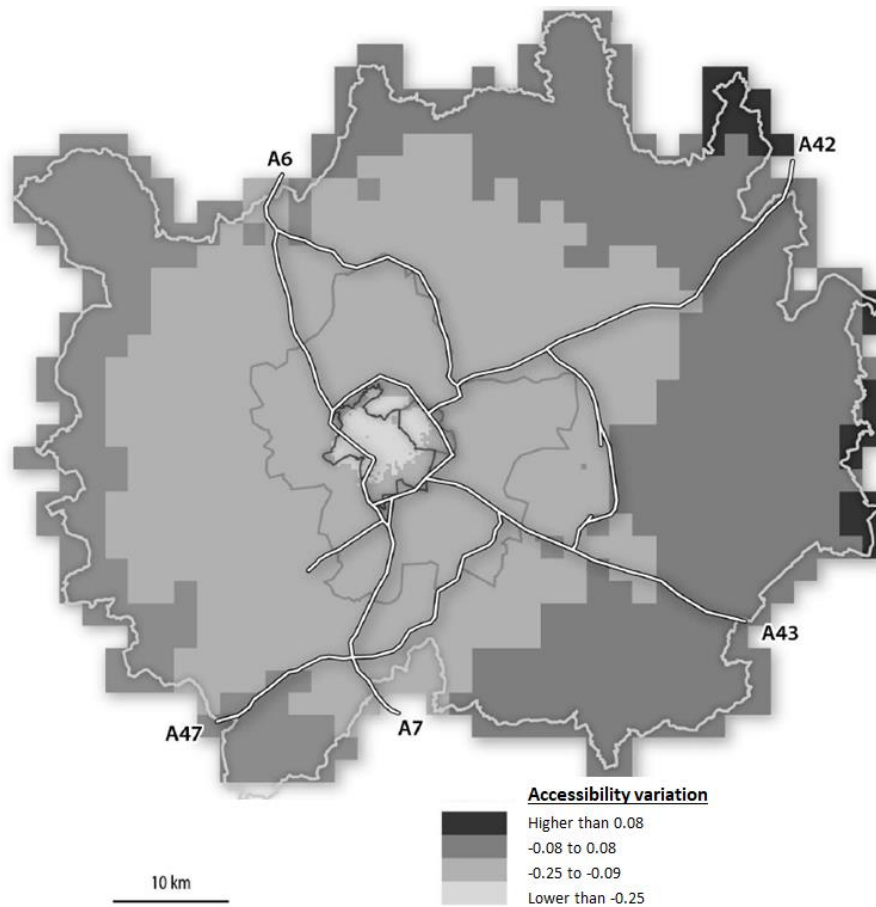 A6
A42
A43
A47
A7
Accessibility variation
Higher than 0.08
-0.08 to 0.08
-0.25 to -0.09
Lower than -0.25
10 km